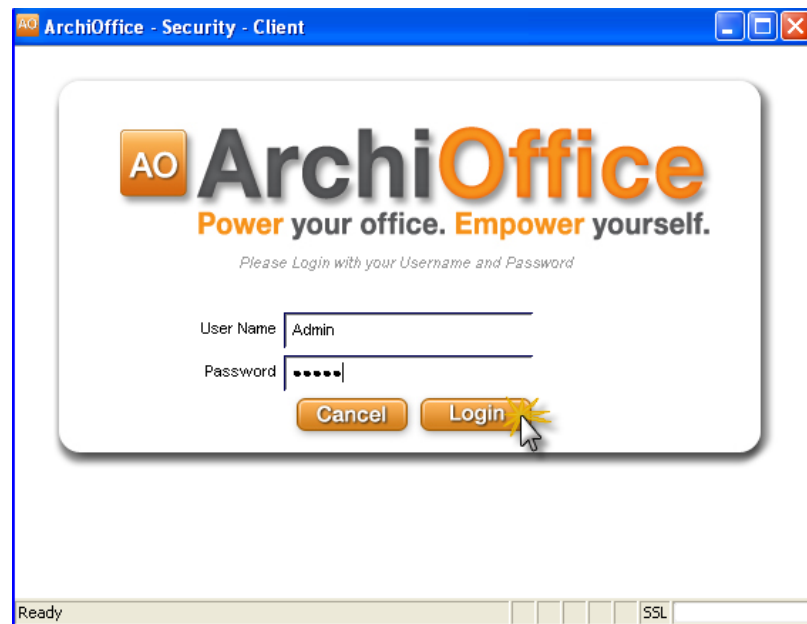 AO ArchiOffice - Security - Client
AO ArchiOffice
Power your office. Empower yourself.
Please Login with your Username and Password
User Name Admin
Password •••••
Cancel Login
Ready SSL